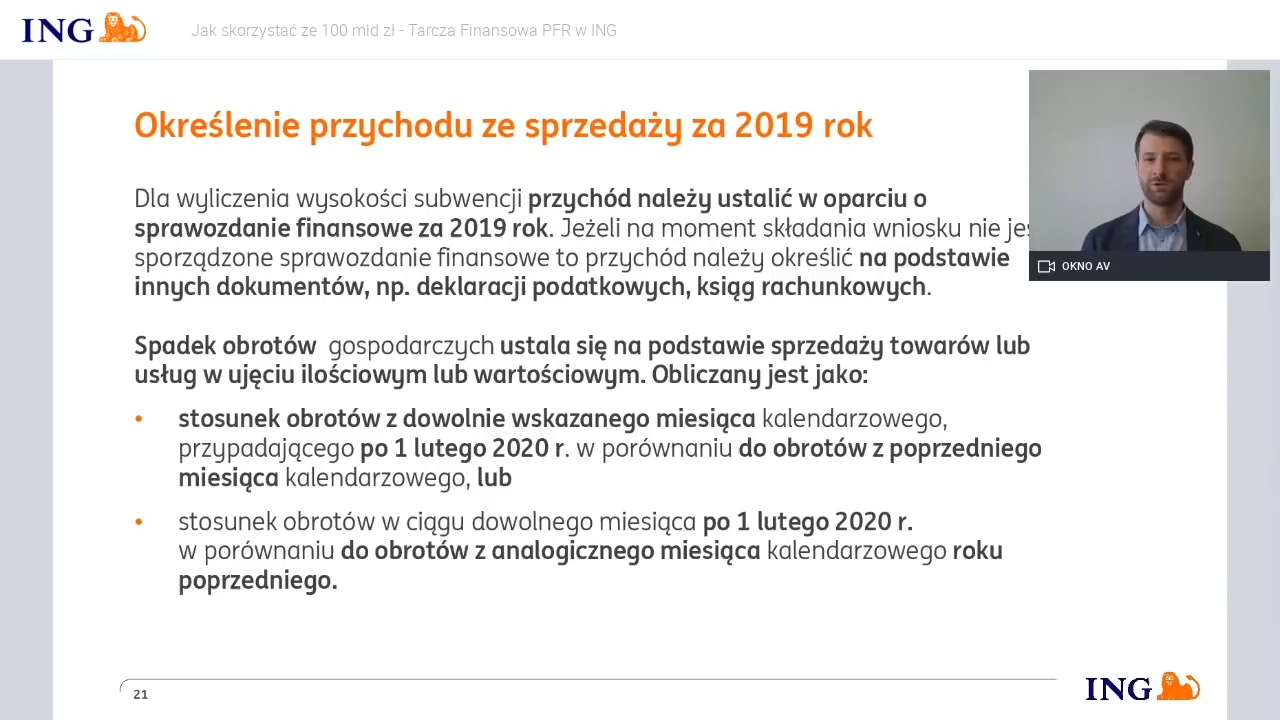 ING
Jak skorzystać ze 100 mld zł - Tarcza Finansowa PFR w ING
Określenie przychodu ze sprzedaży za 2019 rok
Dla wyliczenia wysokości subwencji przychód należy ustalić w oparciu o
sprawozdanie finansowe za 2019 rok. Jeżeli na moment składania wniosku nie
sporządzone sprawozdanie finansowe to przychód należy określić na podstawie
innych dokumentów, np. deklaracji podatkowych, ksiąg rachunkowych.
OKNO AV
Spadek obrotów gospodarczych ustala się na podstawie sprzedaży towarów lub
usług w ujęciu ilościowym lub wartościowym. Obliczany jest jako:
• stosunek obrotów z dowolnie wskazanego miesiąca kalendarzowego,
przypadającego po 1 lutego 2020 r. w porównaniu do obrotów z poprzedniego
miesiąca kalendarzowego, lub
• stosunek obrotów w ciągu dowolnego miesiąca po 1 lutego 2020 r.
w porównaniu do obrotów z analogicznego miesiąca kalendarzowego roku
poprzedniego.
21
ING